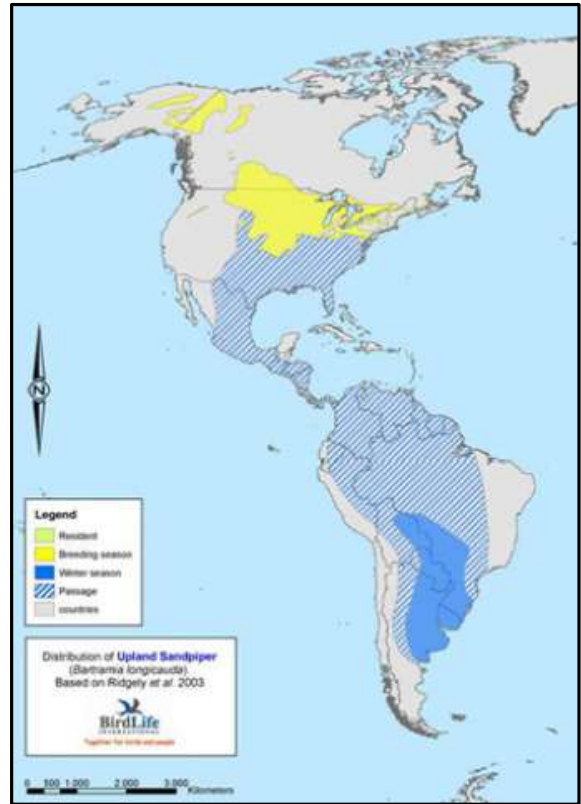 N
Legend
Resident
Breeding season
Winter season
Passage
countries
Distribution of Upland Sandpiper
(Bartramia longicauda).
Based on Ridgely et al. 2003
BirdLife
INTERNATIONAL
Together for birds and people
0 500 1.000 2.000 3.000
Kilometers